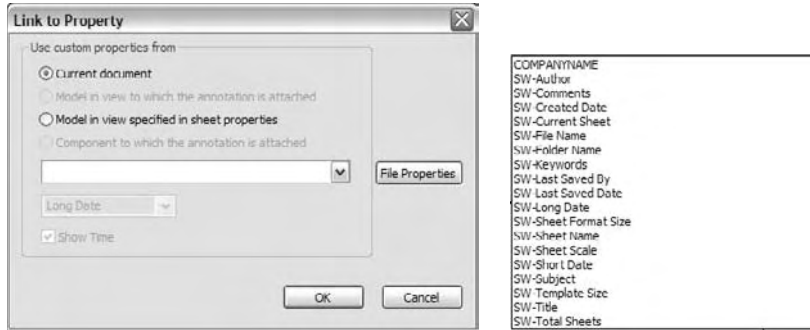 Link to Property
Use custom properties from
Current document
Model in view to which the annotation is attached
Model in view specified in sheet properties
Component to which the annotation is attached
File Properties
Long Date
Show Time
OK
Cancel
COMPANYNAME
SW-Author
SW-Comments
SW-Created Date
SW-Current Sheet
SW-File Name
SW-Folder Name
SW-Keywords
SW-Last Saved By
SW-Last Saved Date
SW-Long Date
SW-Sheet Format Size
SW-Sheet Name
SW-Sheet Scale
SW-Short Date
SW-Subject
SW-Template Size
SW-Title
SW-Total Sheets